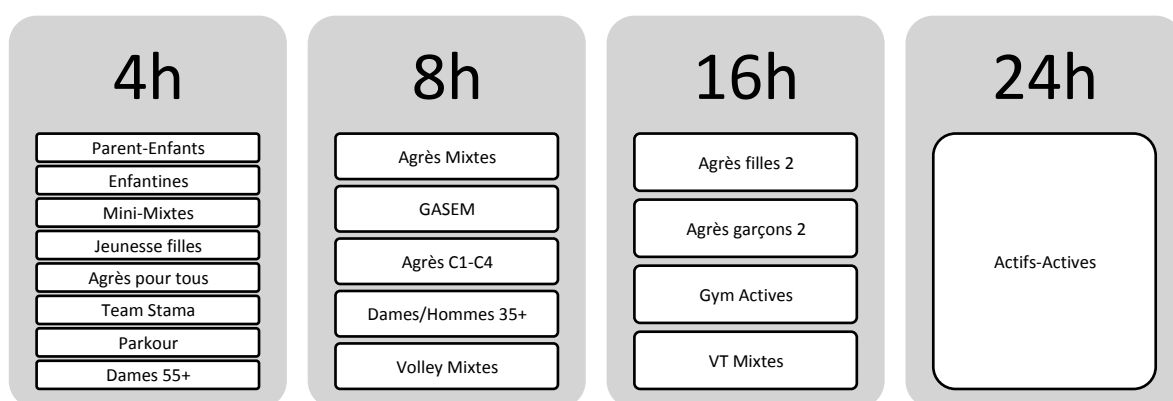 4h
Parent-Enfants
Enfantines
Mini-Mixtes
Jeunesse filles
Agrès pour tous
Team Stama
Parkour
Dames 55+
8h
Agrès Mixtes
GASEM
Agrès C1-C4
Dames/Hommes 35+
Volley Mixtes
16h
Agrès filles 2
Agrès garçons 2
Gym Actives
VT Mixtes
24h
Actifs-Actives